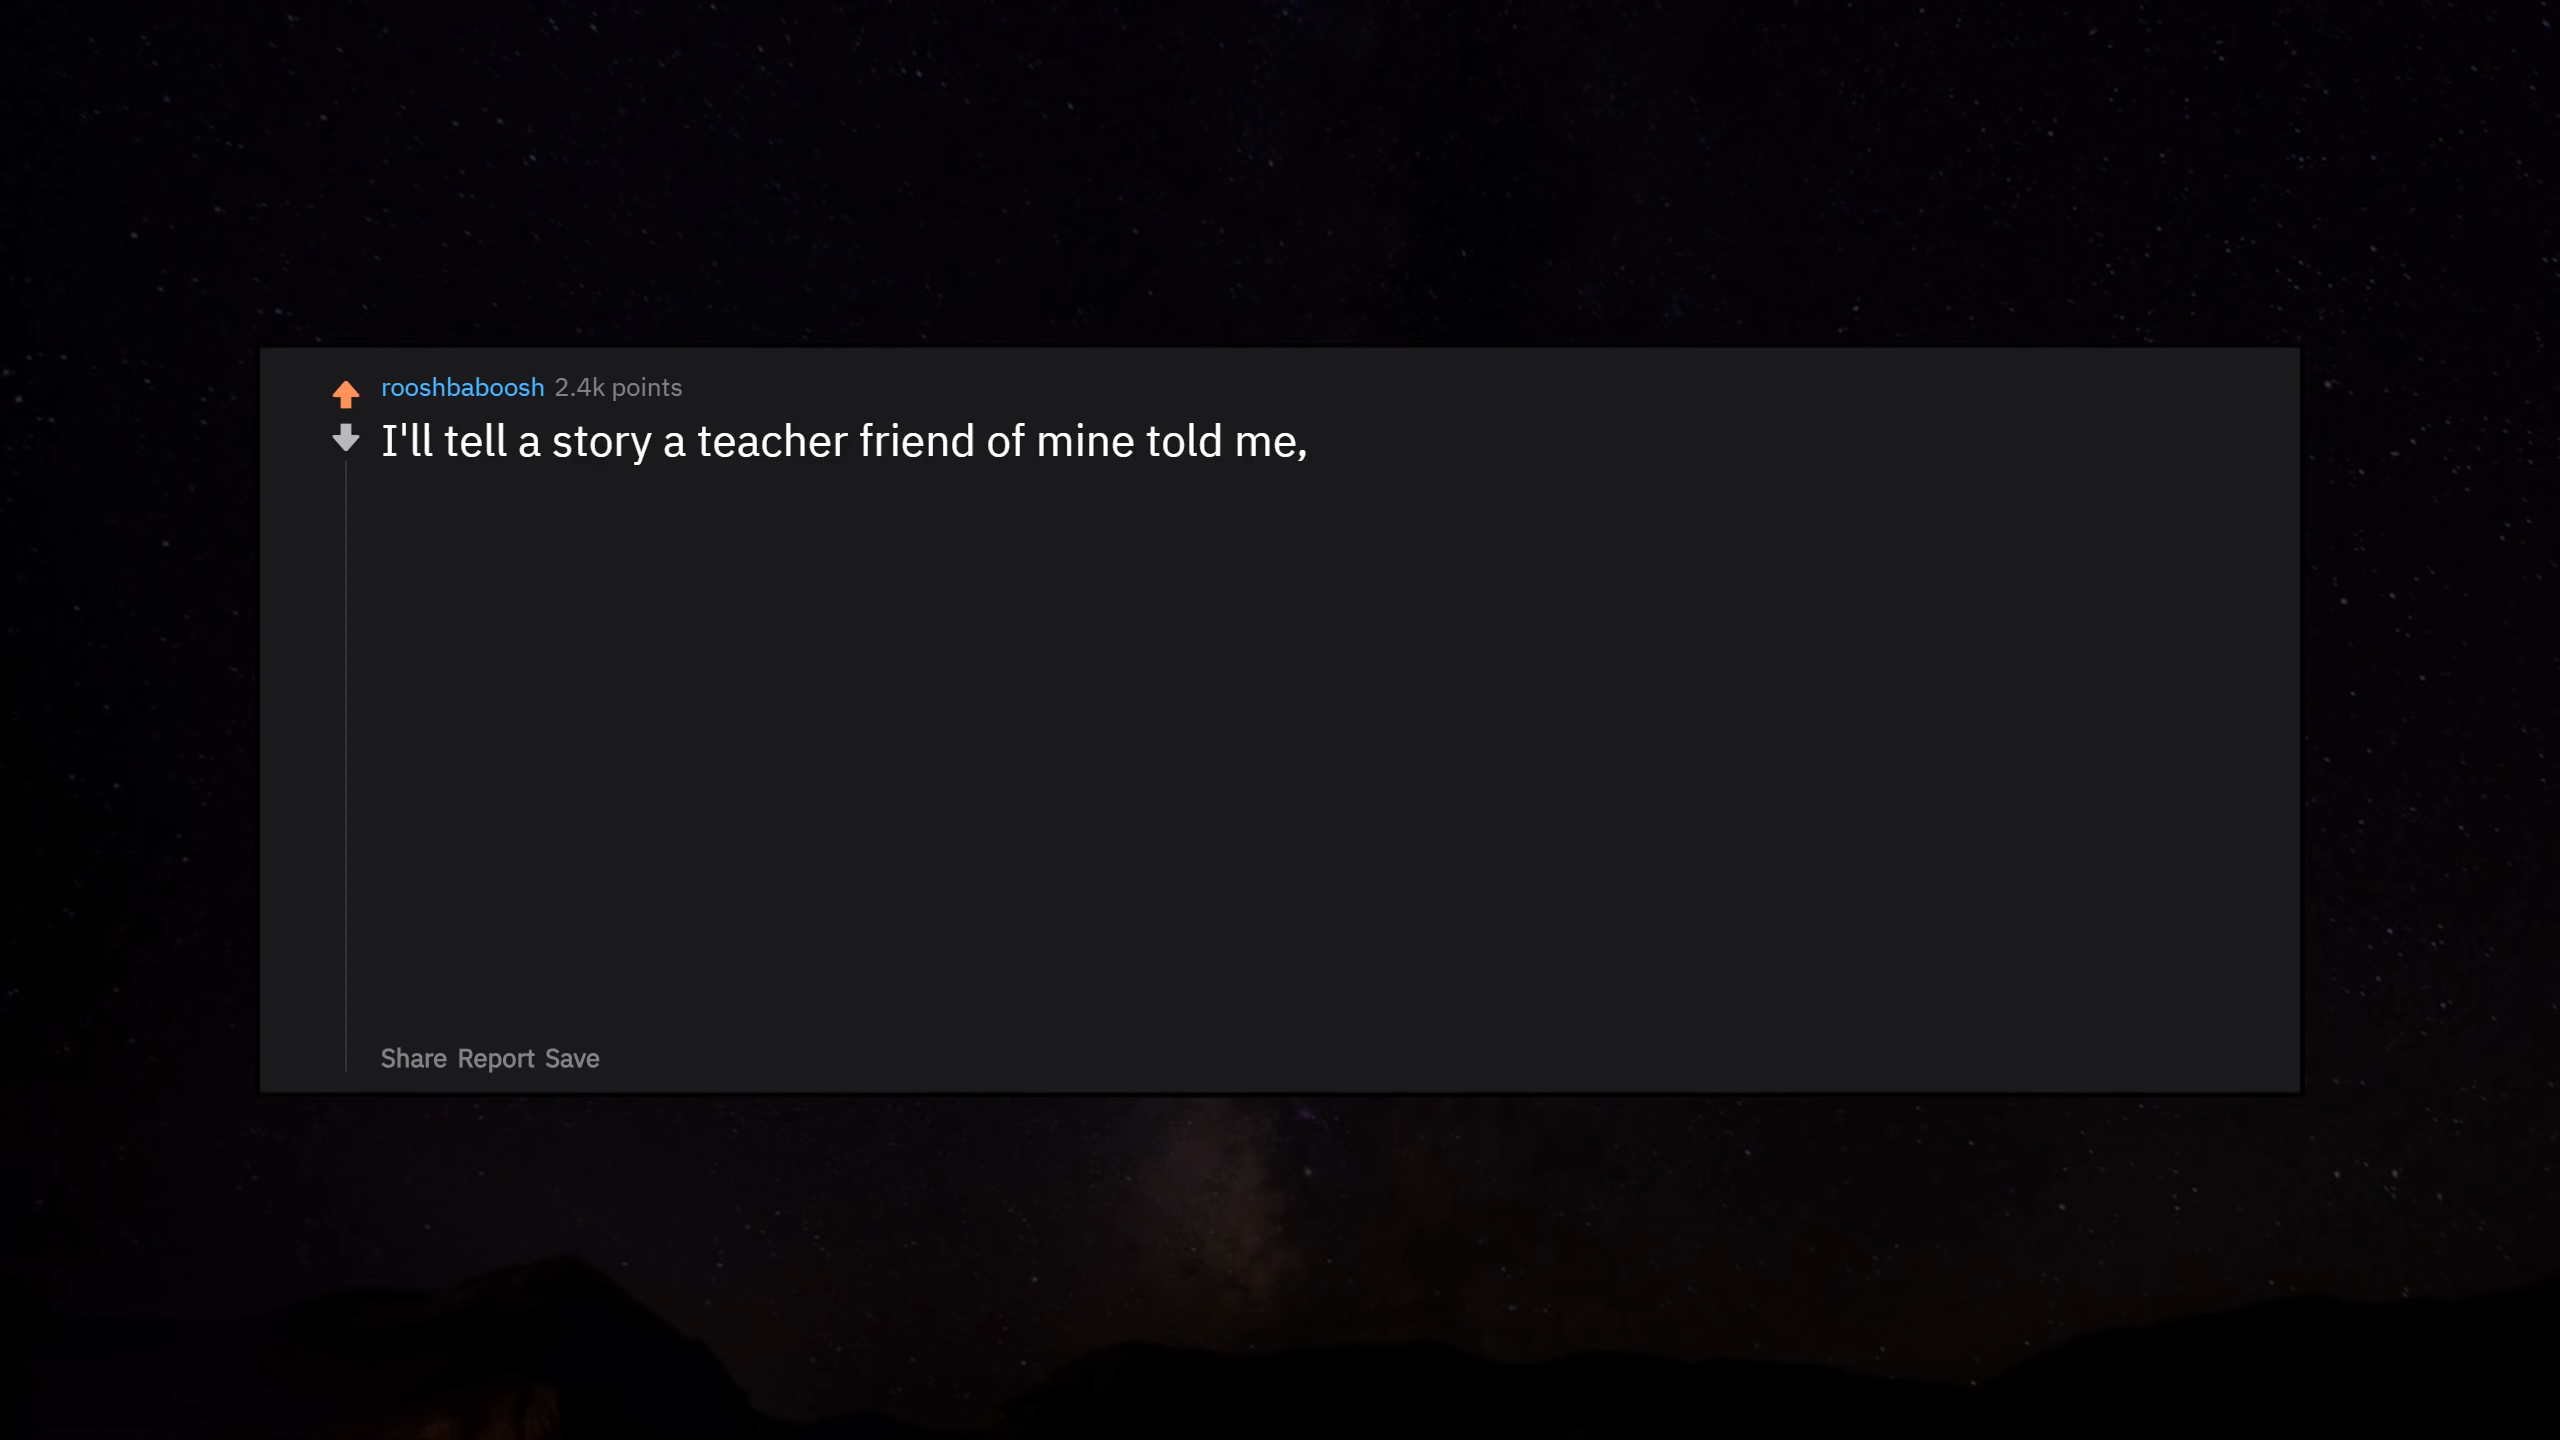 rooshbaboosh 2.4k points
I'll tell a story a teacher friend of mine told me,
Share Report Save